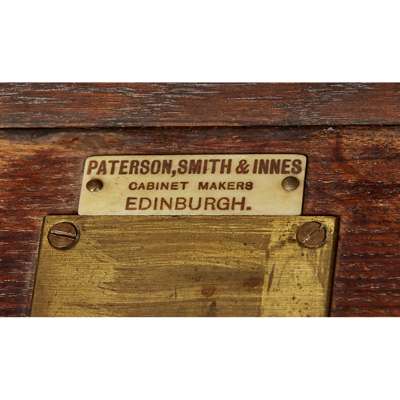 PATERSON, SMITH & INNES
CABINET MAKERS
EDINBURGH.